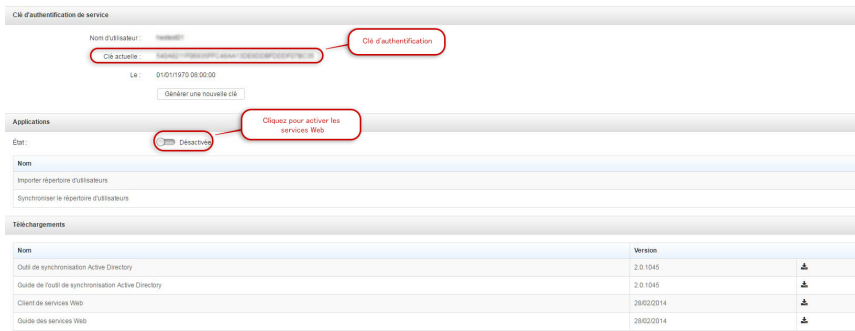 Clé d'authentification de service
Nom d'utilisateur :
Clé d'authentification
Clé actuelle :
Le : 01/01/1970 08:00:00
Générer une nouvelle clé
Applications
Cliquez pour activer les
services Web
État : Désactivée
Nom
Importer répertoire d'utilisateurs
Synchroniser le répertoire d'utilisateurs
Téléchargements
Nom Version
Outil de synchronisation Active Directory 2.0.1045
Guide de l'outil de synchronisation Active Directory 2.0.1045
Client de services Web 28/02/2014
Guide des services Web 28/02/2014